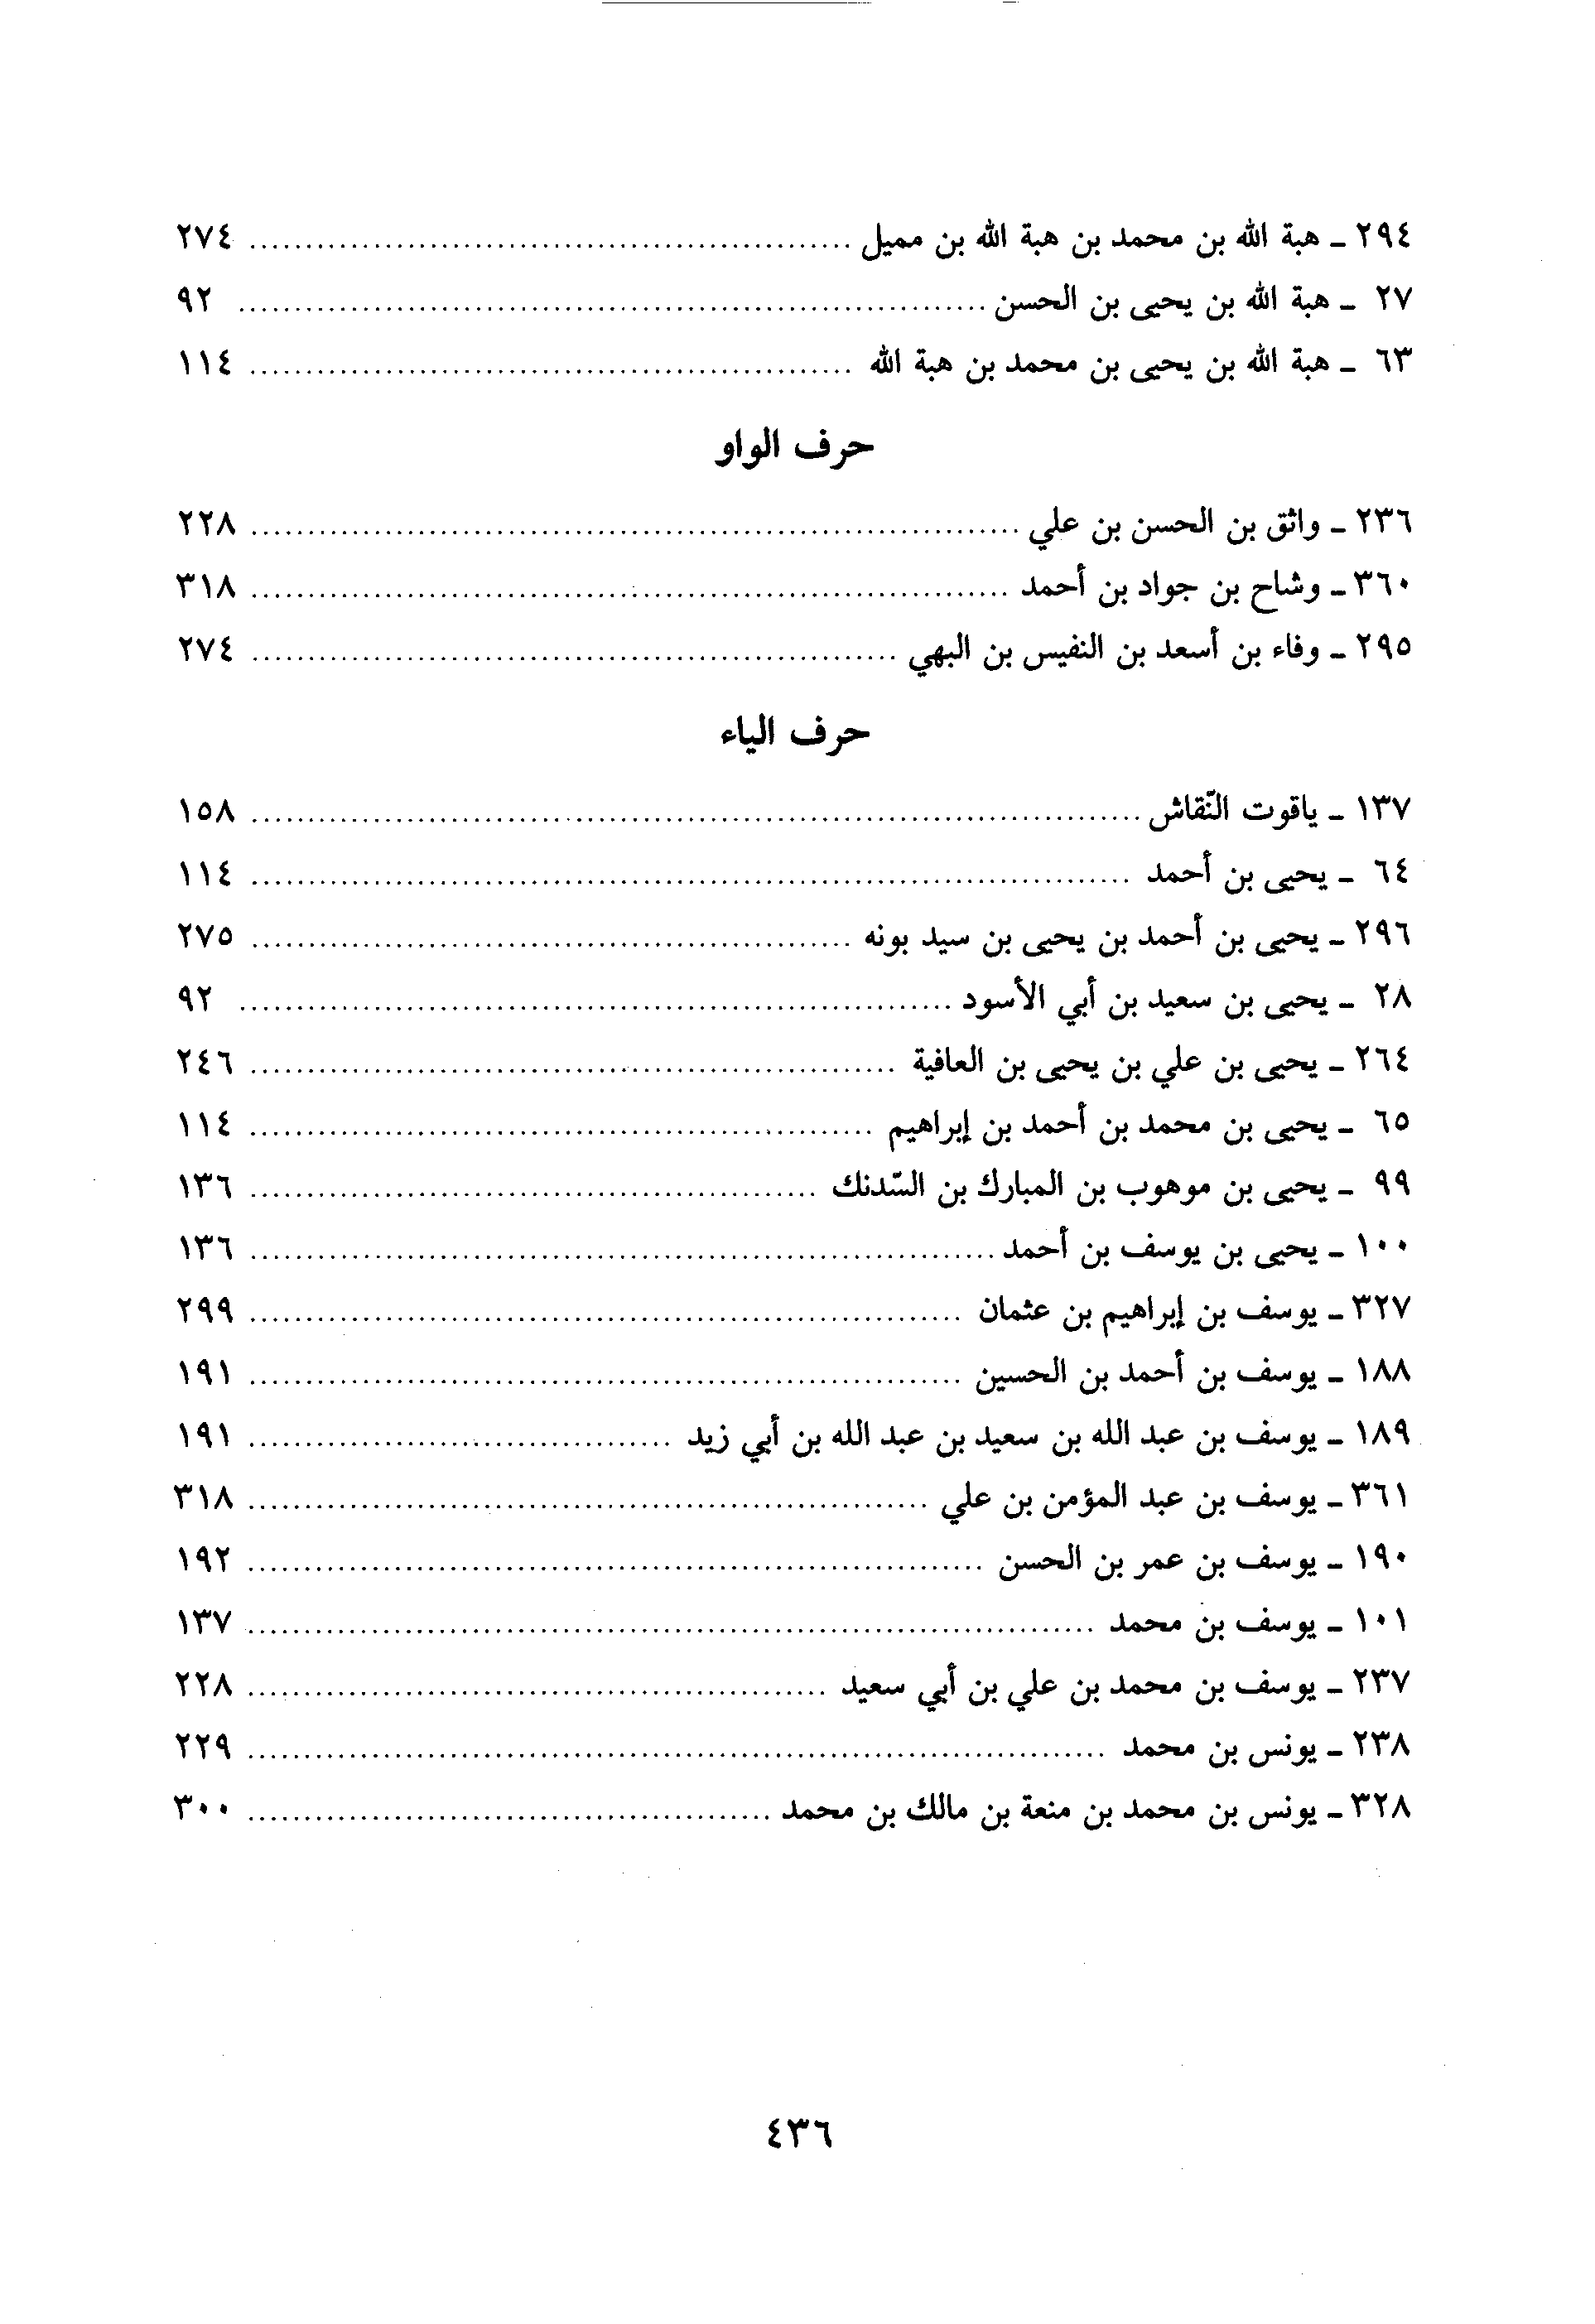 ٢٩٤ ـ هبة الله بن محمد بن هبة الله بن مميل ........ ٢٧٤
٢٧ ـ هبة الله بن يحيى بن الحسن ........ ٩٢
٦٣ ـ هبة الله بن يحيى بن محمد بن هبة الله ........ ١١٤
حرف الواو
٢٣٦ ـ واثق بن الحسن بن علي ........ ٢٢٨
٣٦٠ ـ وشاح بن جواد بن أحمد ........ ٣١٨
٢٩٥ ـ وفاء بن أسعد بن النفيس بن البهي ........ ٢٧٤
حرف الياء
١٣٧ ـ ياقوت النّقاش ........ ١٥٨
٦٤ ـ يحيى بن أحمد ........ ١١٤
٢٩٦ ـ يحيى بن أحمد بن يحيى بن سيد بونه ........ ٢٧٥
٢٨ ـ يحيى بن سعيد بن أبي الأسود ........ ٩٢
٢٦٤ ـ يحيى بن علي بن يحيى بن العافية ........ ٢٤٦
٦٥ ـ يحيى بن محمد بن أحمد بن إبراهيم ........ ١١٤
٩٩ ـ يحيى بن موهوب بن المبارك بن السّدنك ........ ١٣٦
١٠٠ ـ يحيى بن يوسف بن أحمد ........ ١٣٦
٣٢٧ ـ يوسف بن إبراهيم بن عثمان ........ ٢٩٩
١٨٨ ـ يوسف بن أحمد بن الحسين ........ ١٩١
١٨٩ ـ يوسف بن عبد الله بن سعيد بن عبد الله بن أبي زيد ........ ١٩١
٣٦١ ـ يوسف بن عبد المؤمن بن علي ........ ٣١٨
١٩٠ ـ يوسف بن عمر بن الحسن ........ ١٩٢
١٠١ ـ يوسف بن محمد ........ ١٣٧
٢٣٧ ـ يوسف بن محمد بن علي بن أبي سعيد ........ ٢٢٨
٢٣٨ ـ يونس بن محمد ........ ٢٢٩
٣٢٨ ـ يونس بن محمد بن منعة بن مالك بن محمد ........ ٣٠٠
٤٣٦